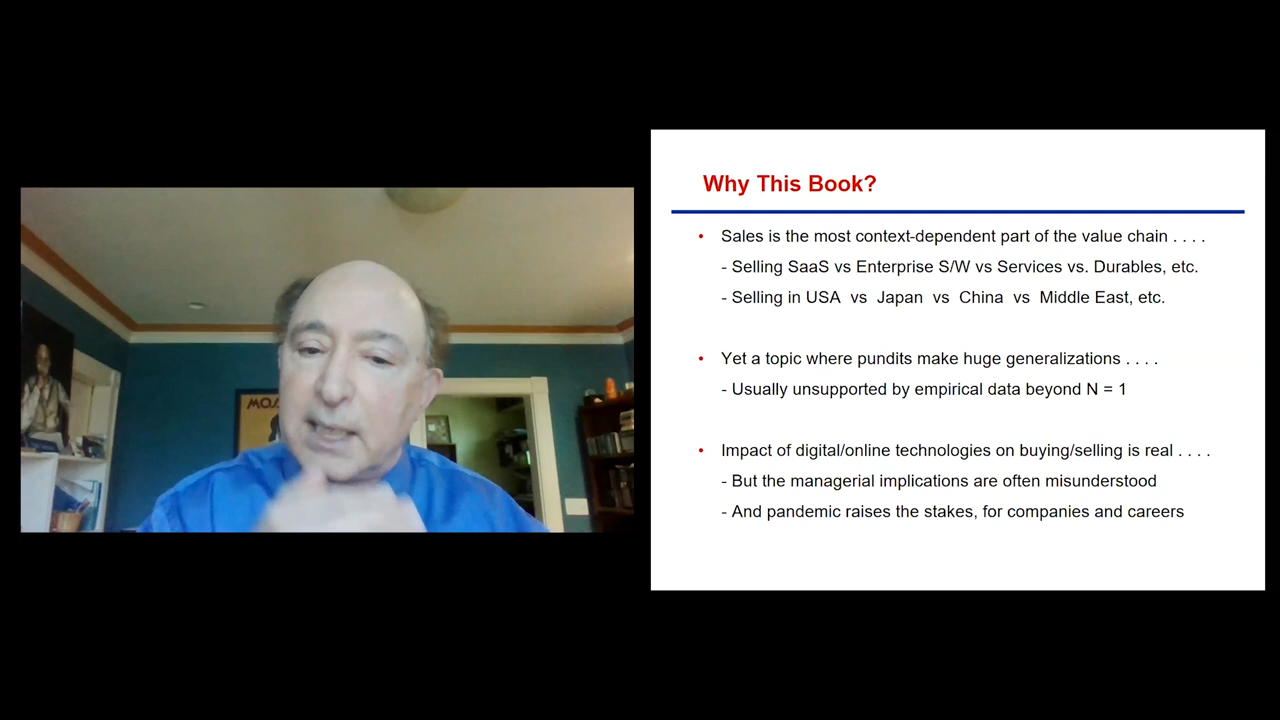 MOS
Why This Book?
• Sales is the most context-dependent part of the value chain . . . .
- Selling SaaS vs Enterprise S/W vs Services vs. Durables, etc.
- Selling in USA vs Japan vs China vs Middle East, etc.
• Yet a topic where pundits make huge generalizations . . . .
- Usually unsupported by empirical data beyond N = 1
• Impact of digital/online technologies on buying/selling is real . . . .
- But the managerial implications are often misunderstood
- And pandemic raises the stakes, for companies and careers